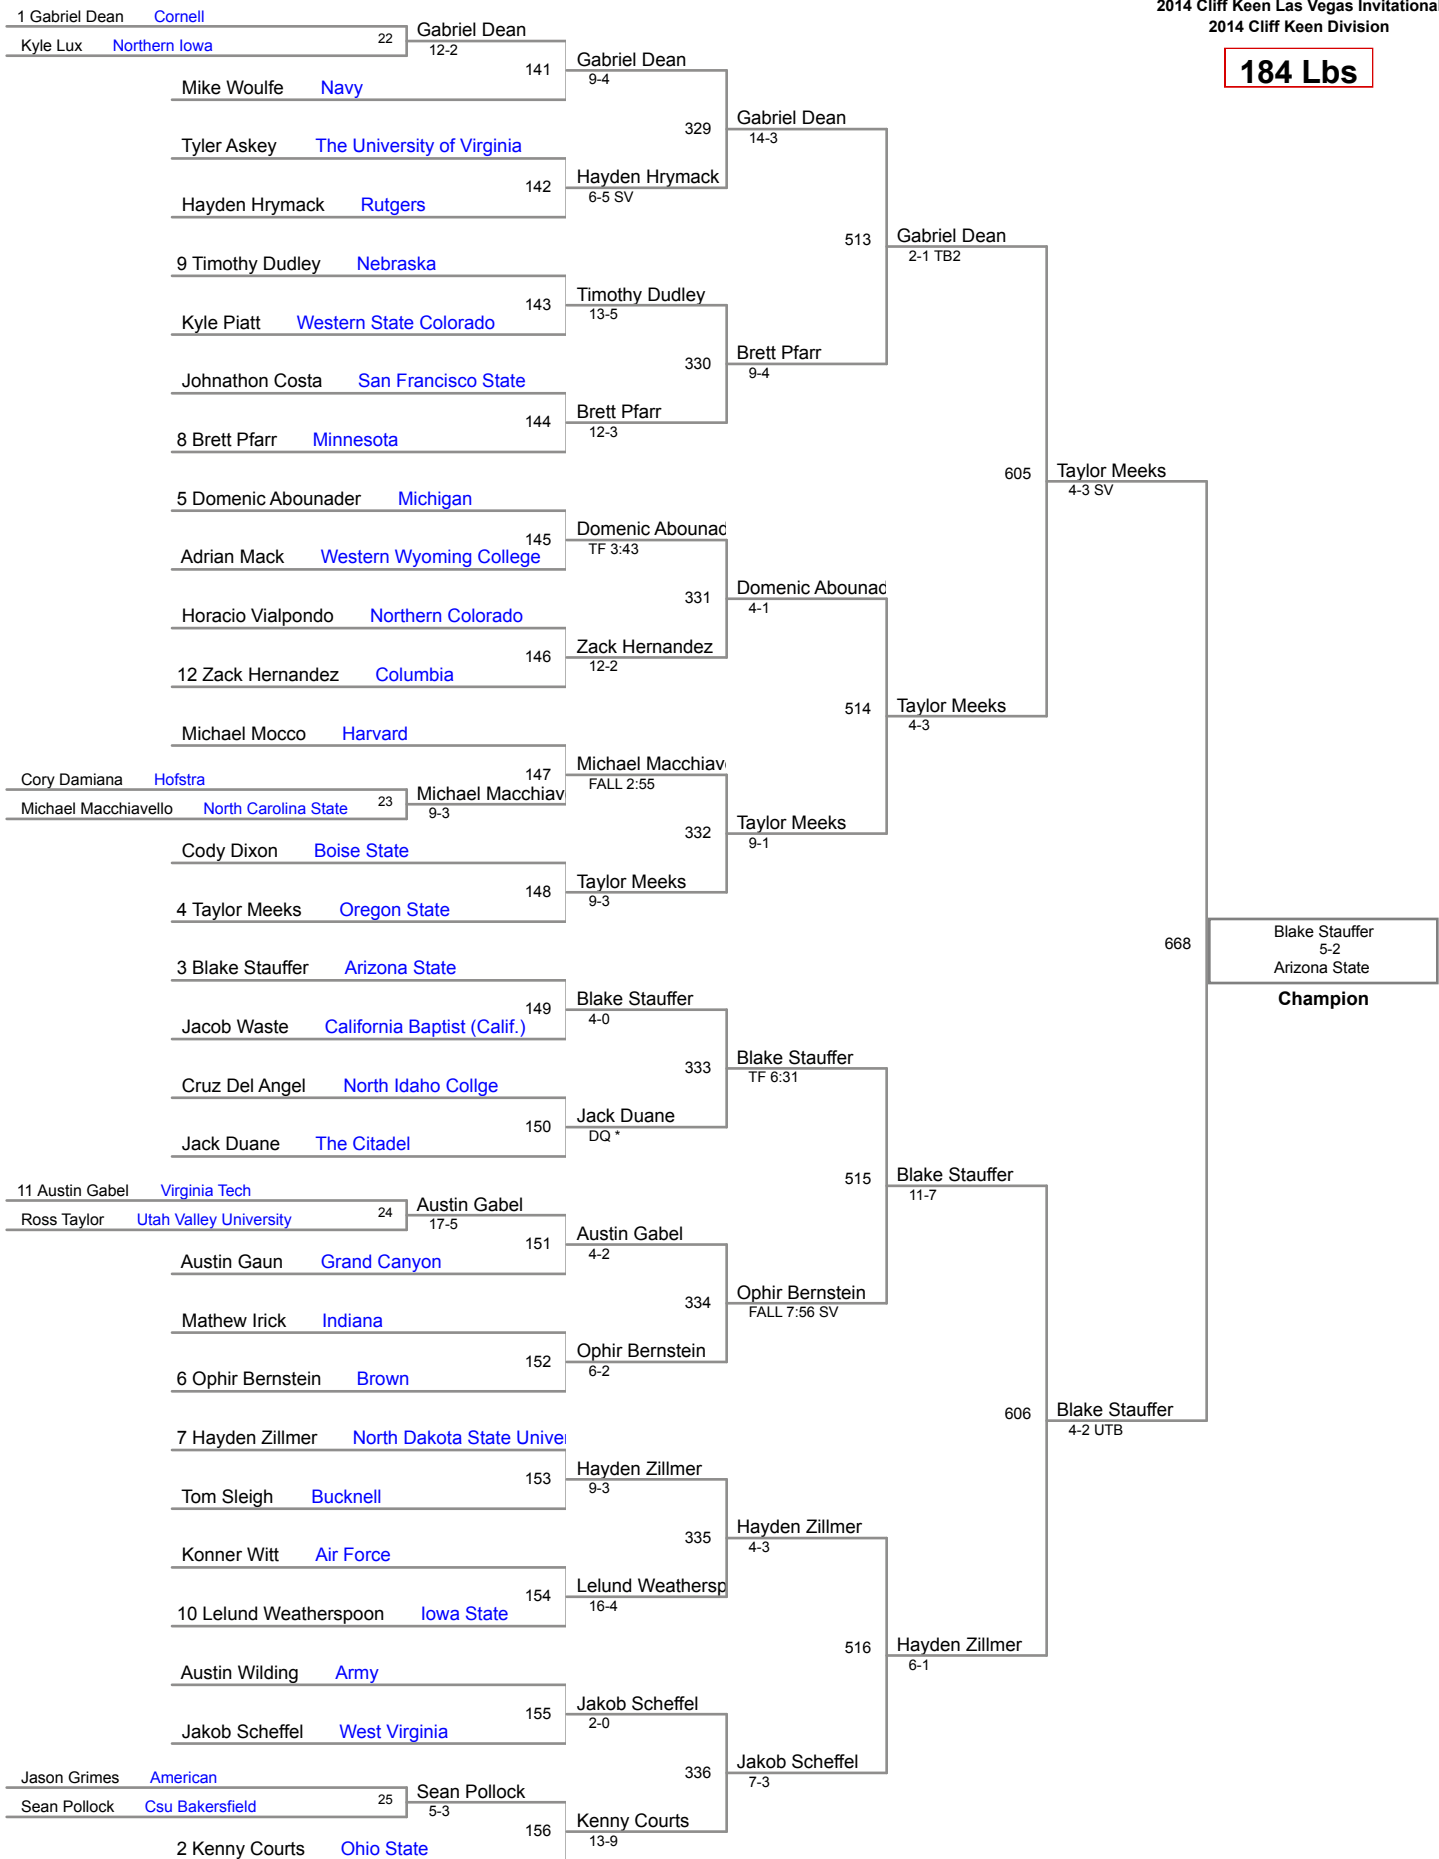 2014 Cliff Keen Las Vegas Invitational
2014 Cliff Keen Division
184 Lbs
1 Gabriel Dean Cornell
Kyle Lux Northern Iowa
22
Gabriel Dean
12-2
Mike Woulfe Navy
141
Gabriel Dean
9-4
Tyler Askey The University of Virginia
Hayden Hrymack Rutgers
142
Hayden Hrymack
6-5 SV
329
Gabriel Dean
14-3
9 Timothy Dudley Nebraska
Kyle Piatt Western State Colorado
143
Timothy Dudley
13-5
Johnathon Costa San Francisco State
8 Brett Pfarr Minnesota
144
Brett Pfarr
12-3
330
Brett Pfarr
9-4
513
Gabriel Dean
2-1 TB2
5 Domenic Abounader Michigan
Adrian Mack Western Wyoming College
145
Domenic Abounad
TF 3:43
Horacio Vialpondo Northern Colorado
12 Zack Hernandez Columbia
146
Zack Hernandez
12-2
331
Domenic Abounad
4-1
Michael Mocco Harvard
Cory Damiana Hofstra
Michael Macchiavello North Carolina State
23
Michael Macchiav
9-3
147
Michael Macchiav
FALL 2:55
Cody Dixon Boise State
4 Taylor Meeks Oregon State
148
Taylor Meeks
9-3
332
Taylor Meeks
9-1
514
Taylor Meeks
4-3
605
Taylor Meeks
4-3 SV
3 Blake Stauffer Arizona State
Jacob Waste California Baptist (Calif.)
149
Blake Stauffer
4-0
Cruz Del Angel North Idaho Collge
Jack Duane The Citadel
150
Jack Duane
DQ *
333
Blake Stauffer
TF 6:31
11 Austin Gabel Virginia Tech
Ross Taylor Utah Valley University
24
Austin Gabel
17-5
Austin Gaun Grand Canyon
151
Austin Gabel
4-2
Mathew Irick Indiana
6 Ophir Bernstein Brown
152
Ophir Bernstein
6-2
334
Ophir Bernstein
FALL 7:56 SV
515
Blake Stauffer
11-7
7 Hayden Zillmer North Dakota State Univer
Tom Sleigh Bucknell
153
Hayden Zillmer
9-3
Konner Witt Air Force
10 Lelund Weatherspoon Iowa State
154
Lelund Weathersp
16-4
335
Hayden Zillmer
4-3
Austin Wilding Army
Jakob Scheffel West Virginia
155
Jakob Scheffel
2-0
Jason Grimes American
Sean Pollock Csu Bakersfield
25
Sean Pollock
5-3
2 Kenny Courts Ohio State
156
Kenny Courts
13-9
336
Jakob Scheffel
7-3
516
Hayden Zillmer
6-1
606
Blake Stauffer
4-2 UTB
668
Blake Stauffer
5-2
Arizona State
Champion